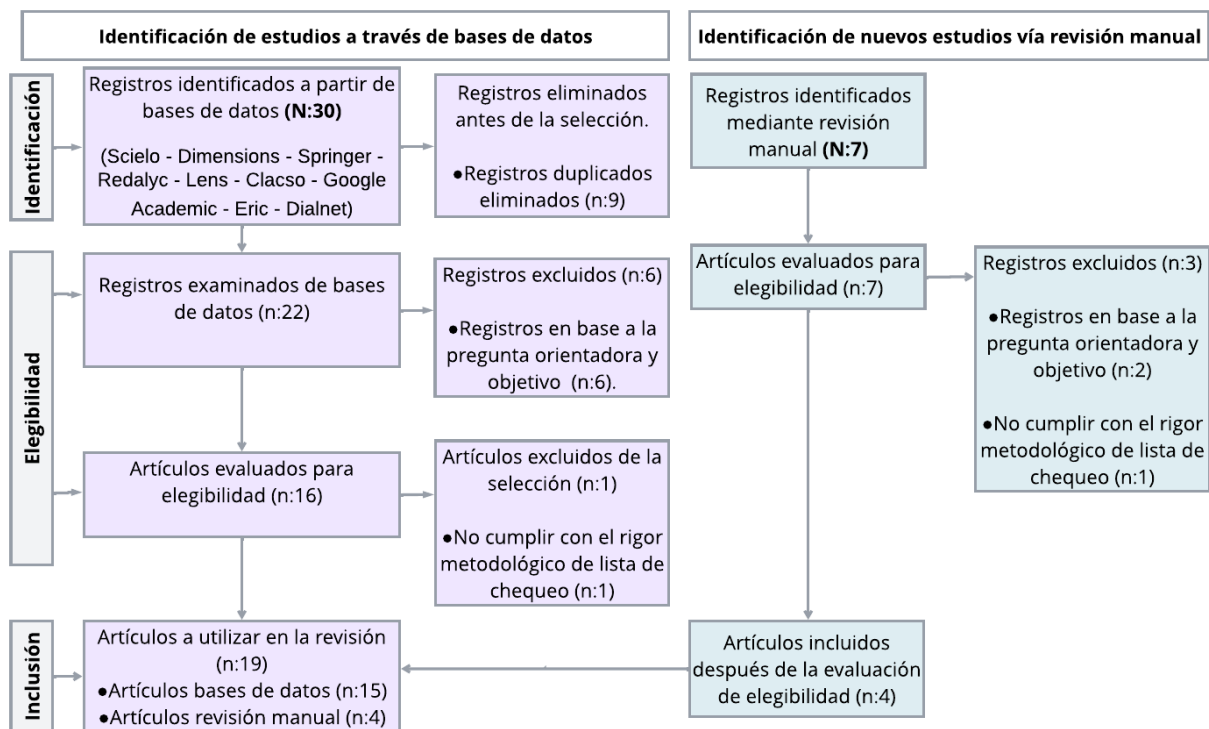 Identificación de estudios a través de bases de datos
Identificación de nuevos estudios vía revisión manual
Identificación
Registros identificados a partir de
bases de datos (N:30)
(Scielo - Dimensions - Springer -
Redalyc - Lens - Clacso - Google
Academic - Eric - Dialnet)
Registros eliminados
antes de la selección.
●Registros duplicados
eliminados (n:9)
Registros identificados
mediante revisión
manual (N:7)
Elegibilidad
Registros examinados de bases
de datos (n:22)
Registros excluidos (n:6)
●Registros en base a la
pregunta orientadora y
objetivo (n:6).
Artículos evaluados para
elegibilidad (n:7)
Registros excluidos (n:3)
●Registros en base a la
pregunta orientadora y
objetivo (n:2)
●No cumplir con el rigor
metodológico de lista de
chequeo (n:1)
Artículos evaluados para
elegibilidad (n:16)
Artículos excluidos de la
selección (n:1)
●No cumplir con el rigor
metodológico de lista de
chequeo (n:1)
Inclusión
Artículos a utilizar en la revisión
(n:19)
●Artículos bases de datos (n:15)
●Artículos revisión manual (n:4)
Artículos incluidos
después de la evaluación
de elegibilidad (n:4)